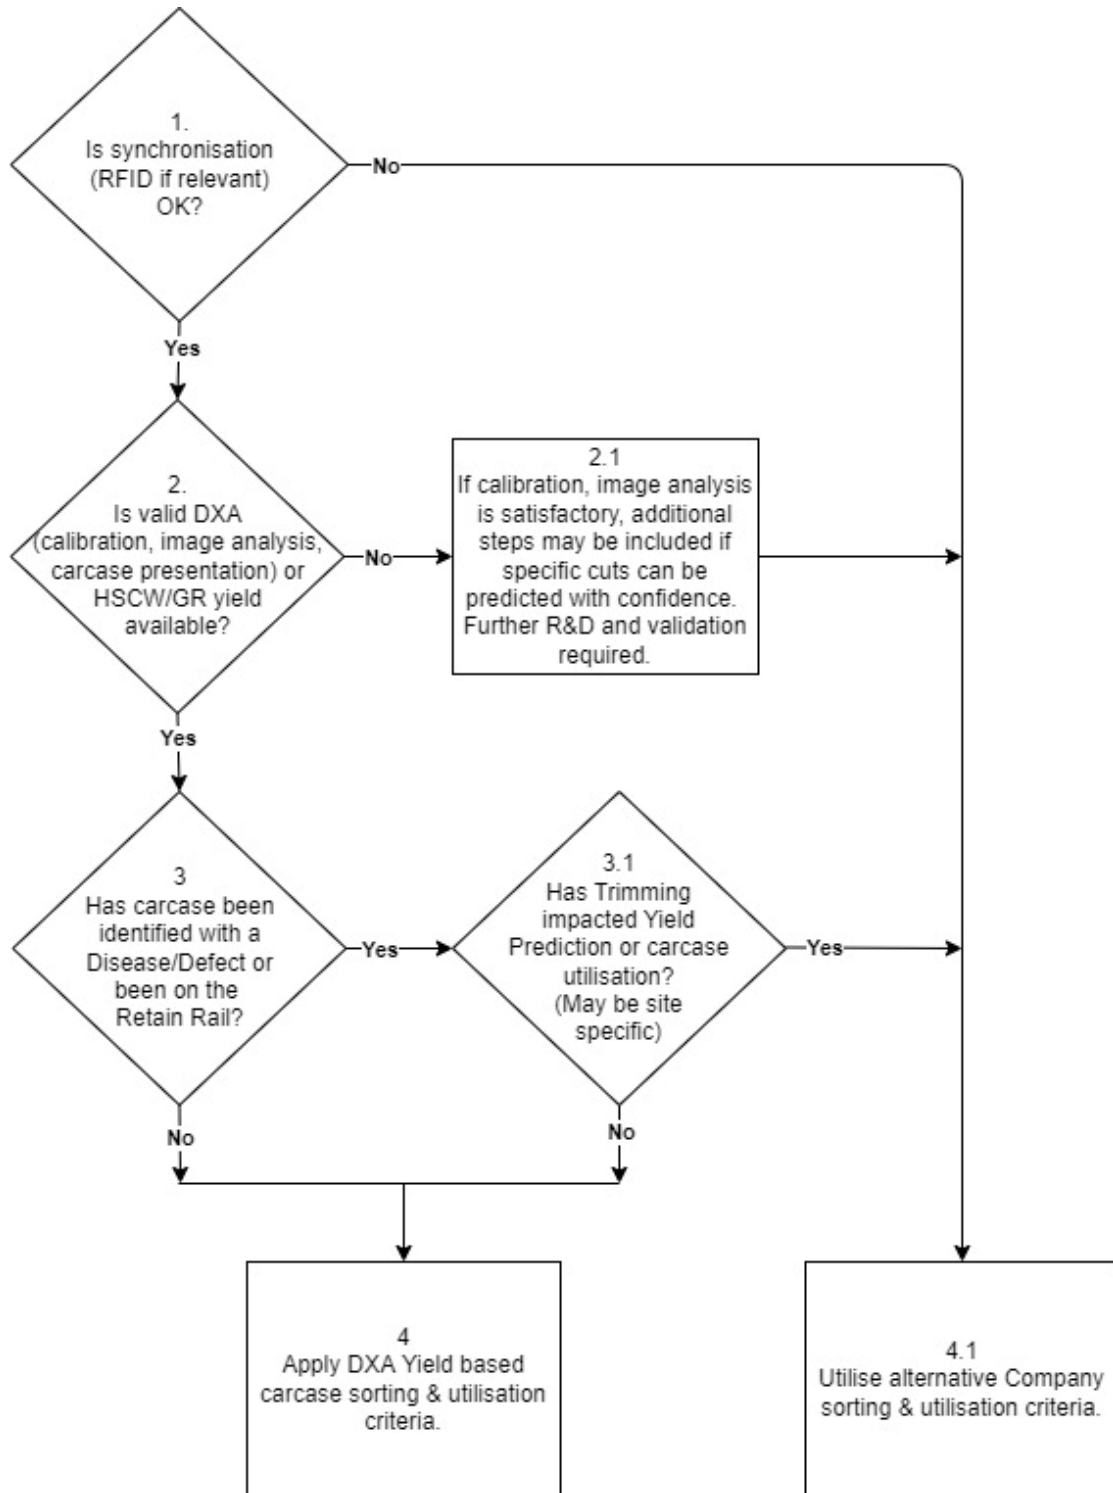 1.
Is synchronisation
(RFID if relevant)
OK?
No
Yes
2.
Is valid DXA
(calibration, image analysis,
carcase presentation) or
HSCW/GR yield
available?
No
2.1
If calibration, image analysis
is satisfactory, additional
steps may be included if
specific cuts can be
predicted with confidence.
Further R&D and validation
required.
Yes
3
Has carcase been
identified with a
Disease/Defect or
been on the
Retain Rail?
Yes
3.1
Has Trimming
impacted Yield
Prediction or carcase
utilisation?
(May be site
specific)
Yes
No
No
4
Apply DXA Yield based
carcase sorting & utilisation
criteria.
4.1
Utilise alternative Company
sorting & utilisation criteria.